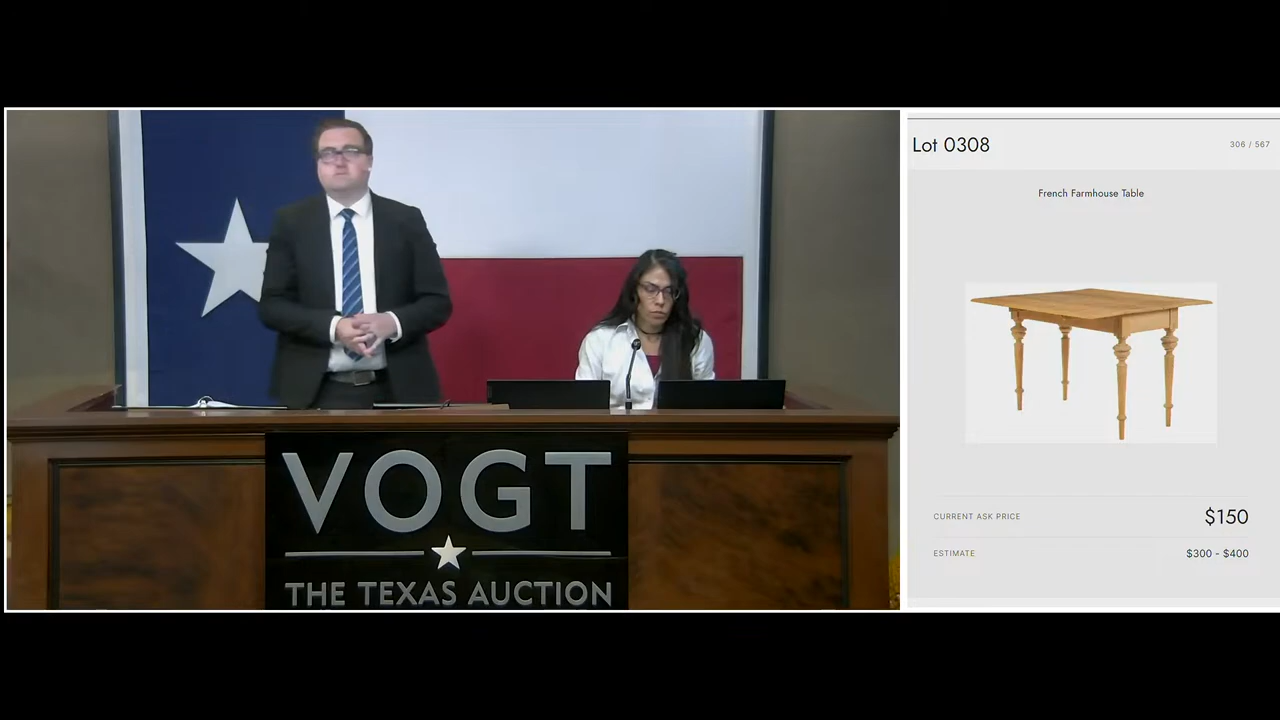 VOGT
THE TEXAS AUCTION
Lot 0308
306 / 567
French Farmhouse Table
CURRENT ASK PRICE
$150
ESTIMATE
$300 - $400